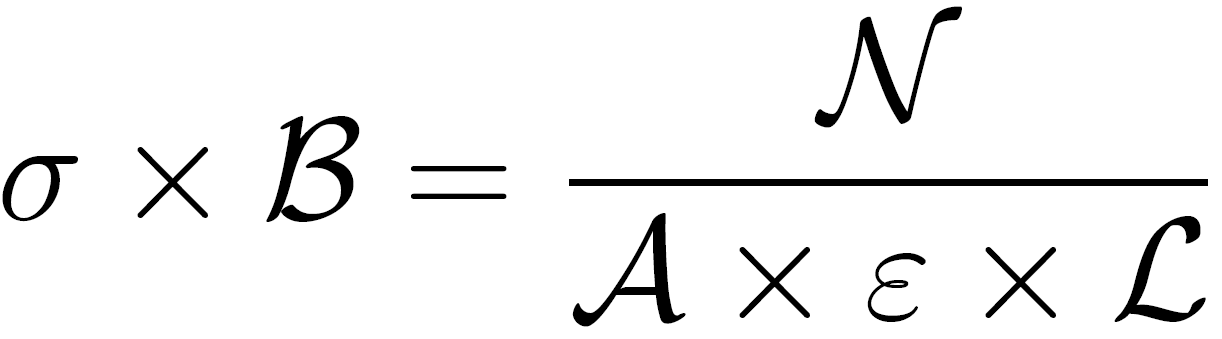 σ × ℬ = 𝒩 / (𝒜 × ε × ℒ)